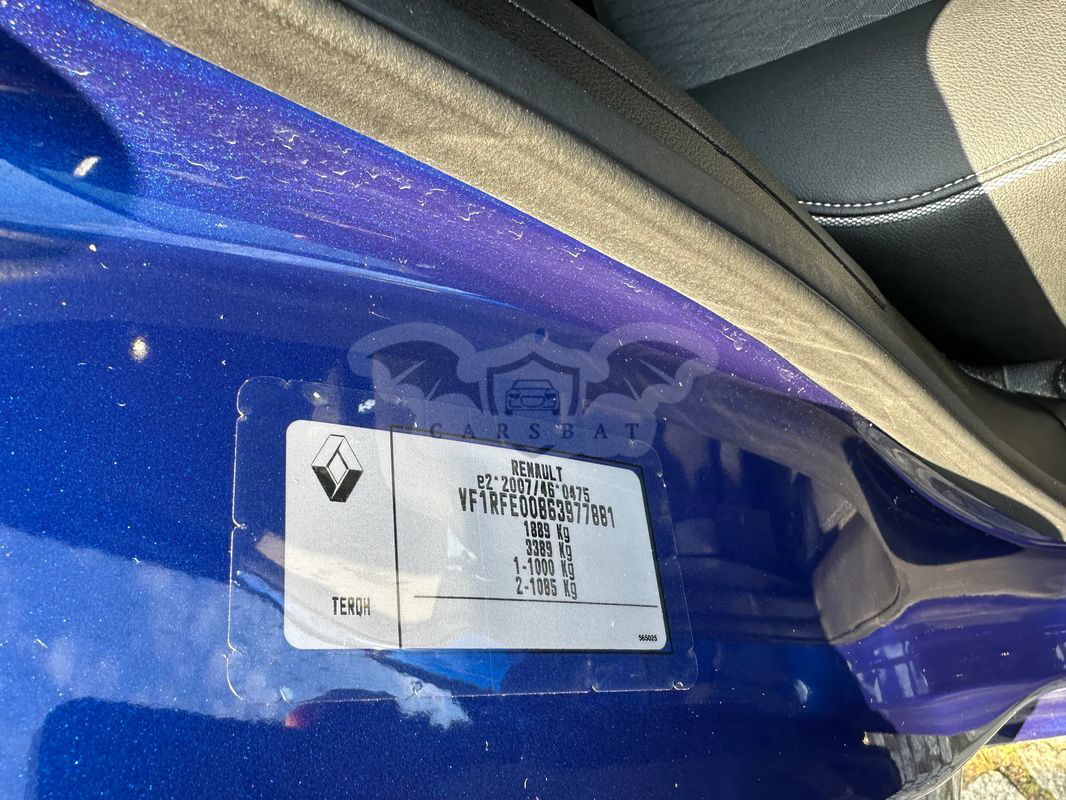 CARSBAT
RENAULT
e2*2007/46*0475
VF1RFE00863977881
1889 Kg
3389 Kg
1-1000 Kg
2-1085 Kg
TERQH
565025